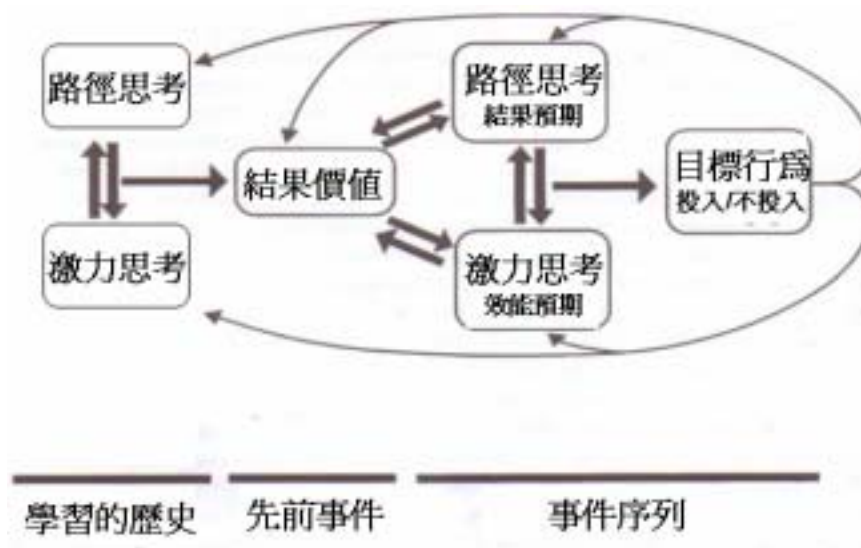 路徑思考
激力思考
結果價值
路徑思考
結果預期
激力思考
效能預期
目標行爲
投入/不投入
學習的歷史
先前事件
事件序列